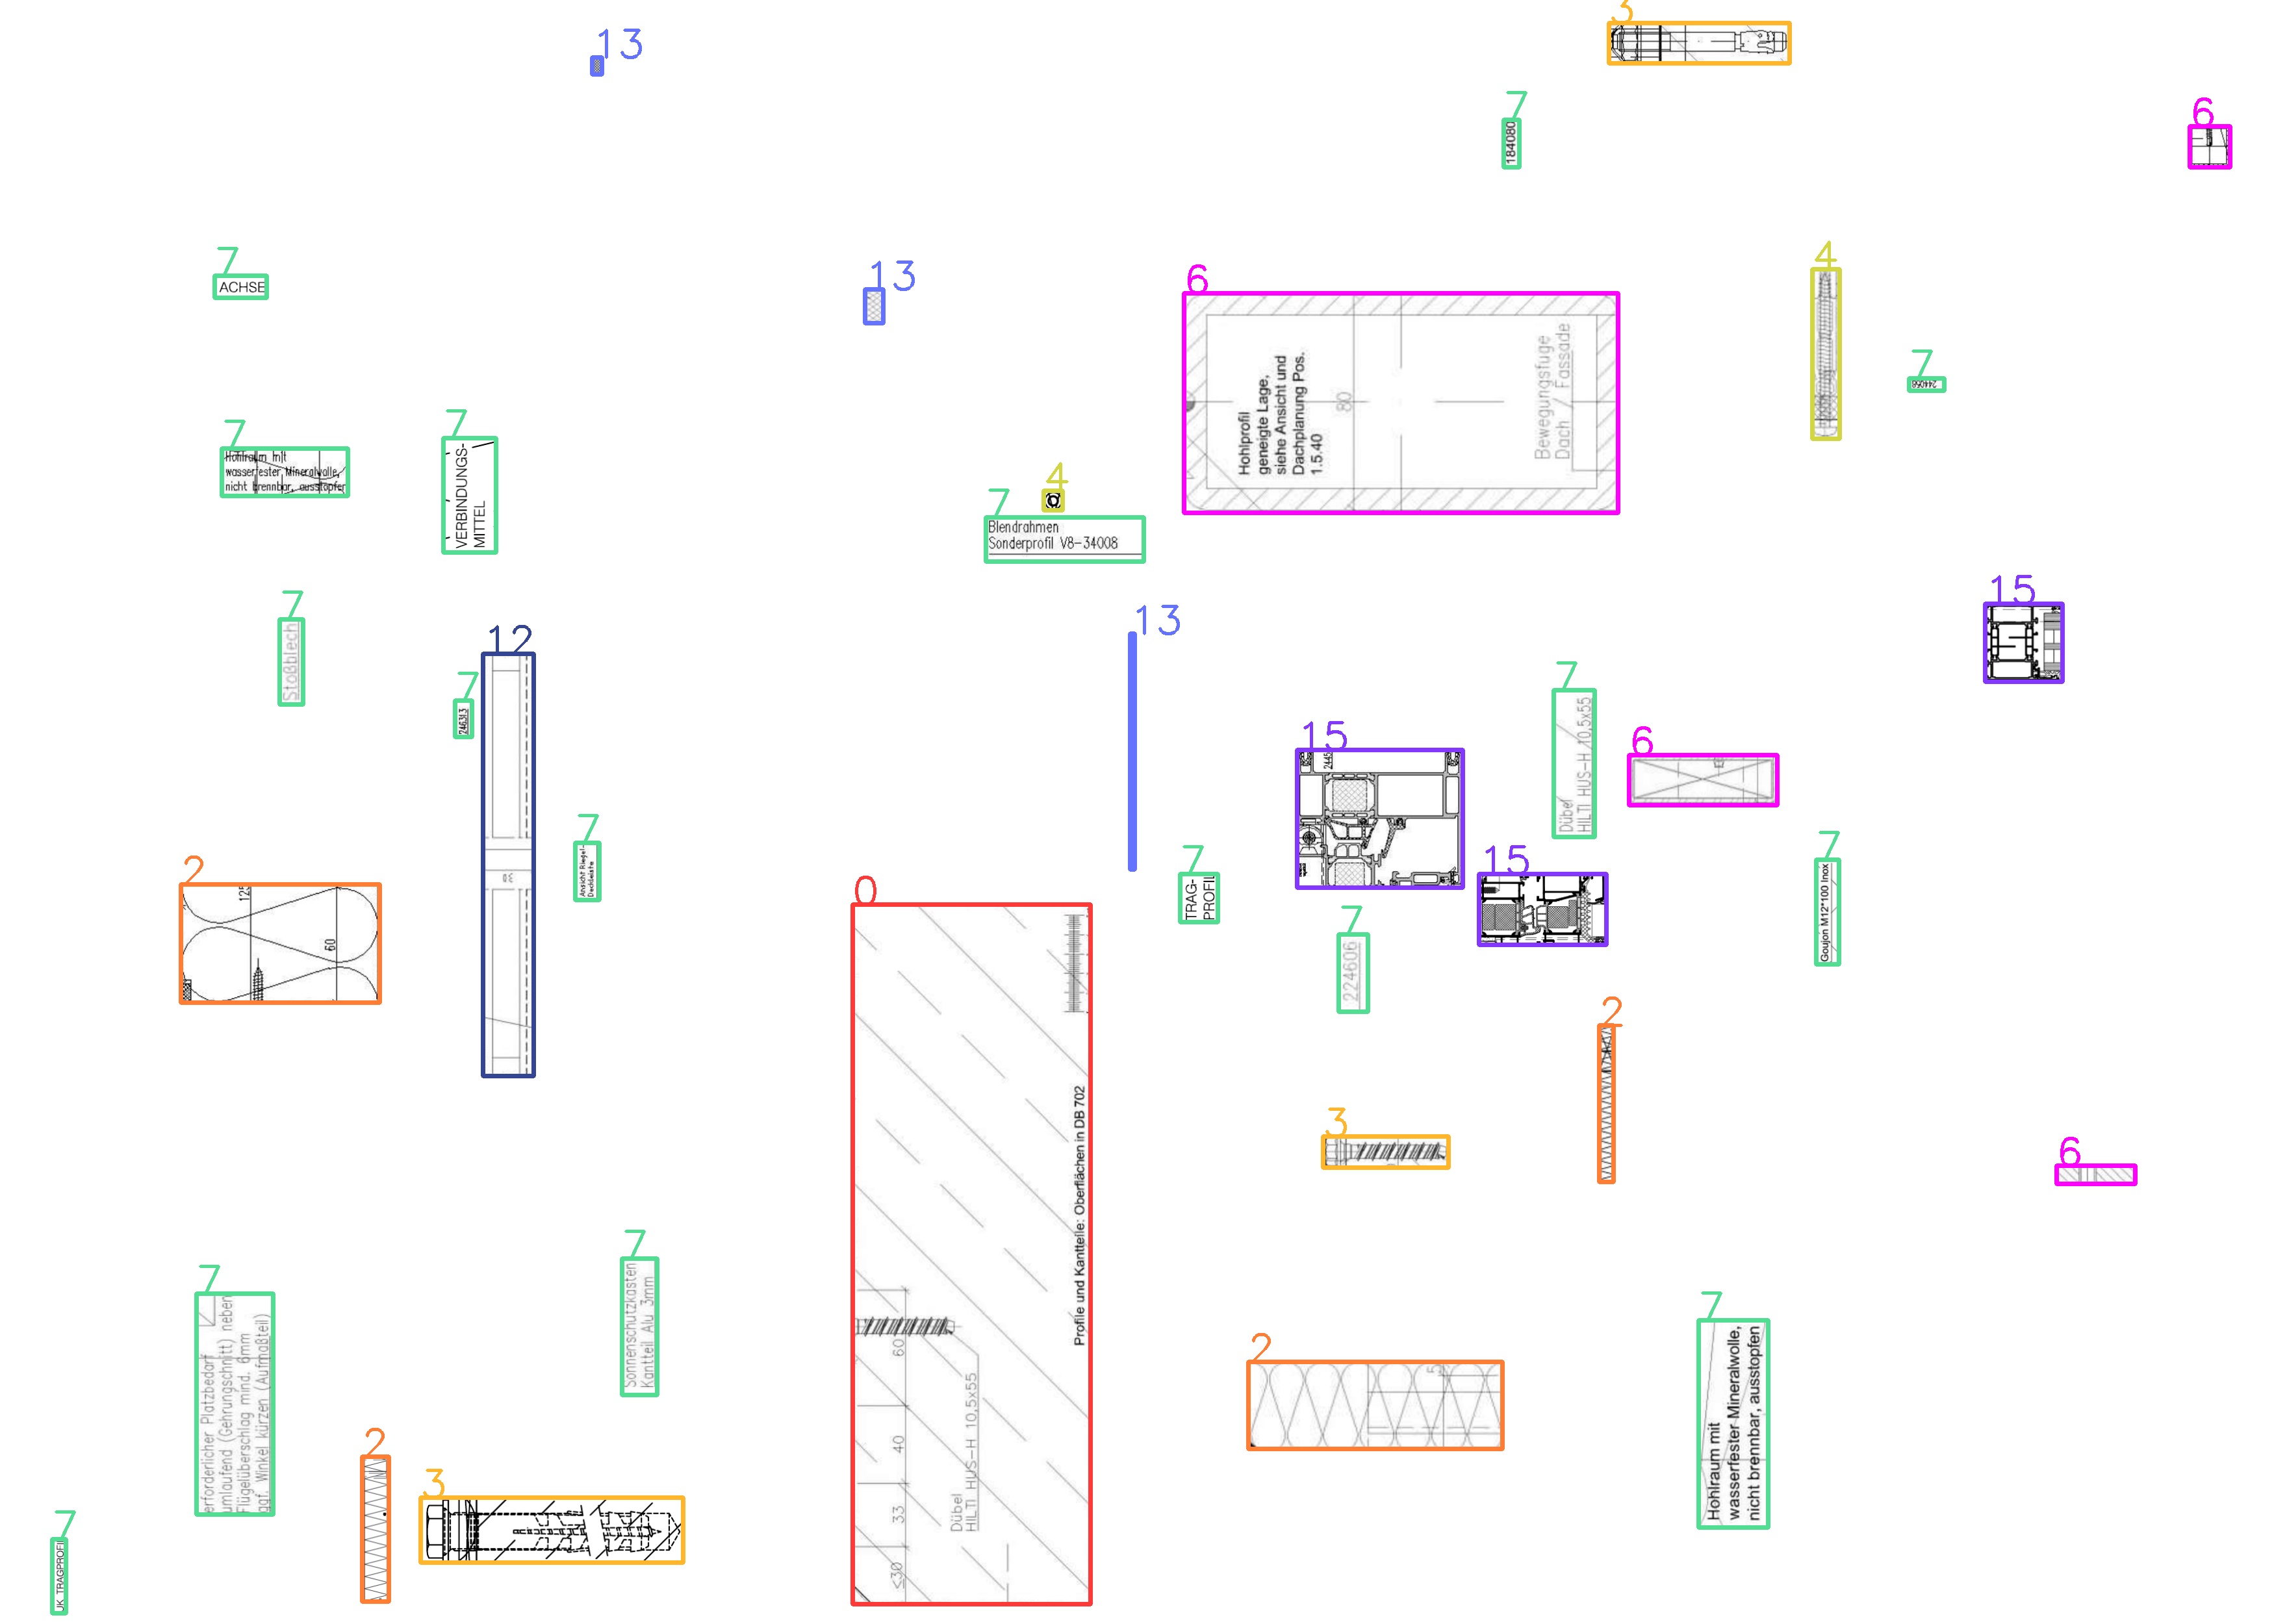 13
3
7
184080
6
7
ACHSE
13
6
Hohlprofil
geneigte Lage,
siehe Ansicht und
Dachplanung Pos.
1.5.40
80
Bewegungsfuge
Dach / Fassade
4
7
244056
7
Hohlraum mit
wasserfester Mineralwolle,
nicht brennbar, ausstopfen
7
VERBINDUNGS-
MITTEL
4
7
Blendrahmen
Sonderprofil V8-34008
15
7
Stoßblech
12
7
246313
13
7
Dübel
HILTI HUS-H 10,5x55
15
2445
6
7
Ansicht Riegel-
Deckleiste
2
125
60
0
Profile und Kantteile: Oberflächen in DB 702
60
40
33
≤30
Dübel
HILTI HUS-H 10,5x55
7
TRAG-
PROFIL
15
7
Goujon M12*100 Inox
7
224606
2
3
6
7
erforderlicher Platzbedarf
umlaufend (Gehrungschnitt) neben
Flügelüberschlag mind. 6mm
ggf. Winkel kürzen (Aufmaßteil)
7
Sonnenschutzkasten
Kantteil Alu 3mm
2
5
7
Hohlraum mit
wasserfester Mineralwolle,
nicht brennbar, ausstopfen
2
3
7
UK TRAGPROFIL